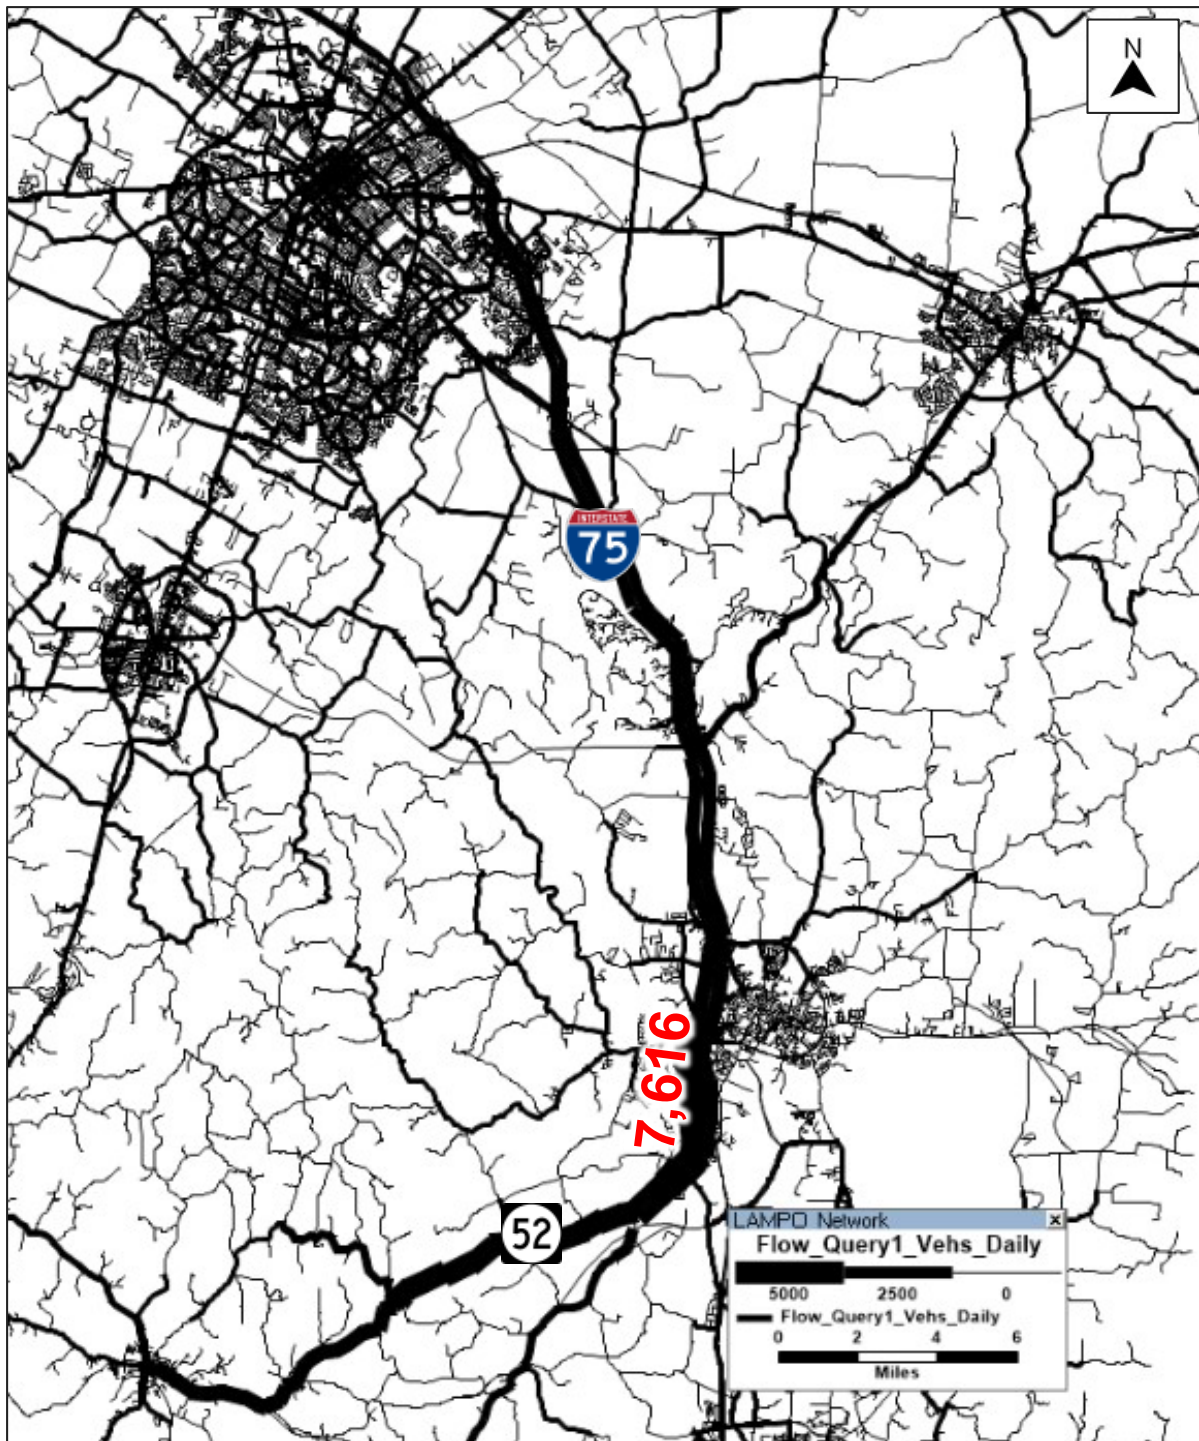 N
INTERSTATE
75
7,616
52
LAMPO Network
Flow_Query1_Vehs_Daily
5000 2500 0
Flow_Query1_Vehs_Daily
0 2 4 6
Miles